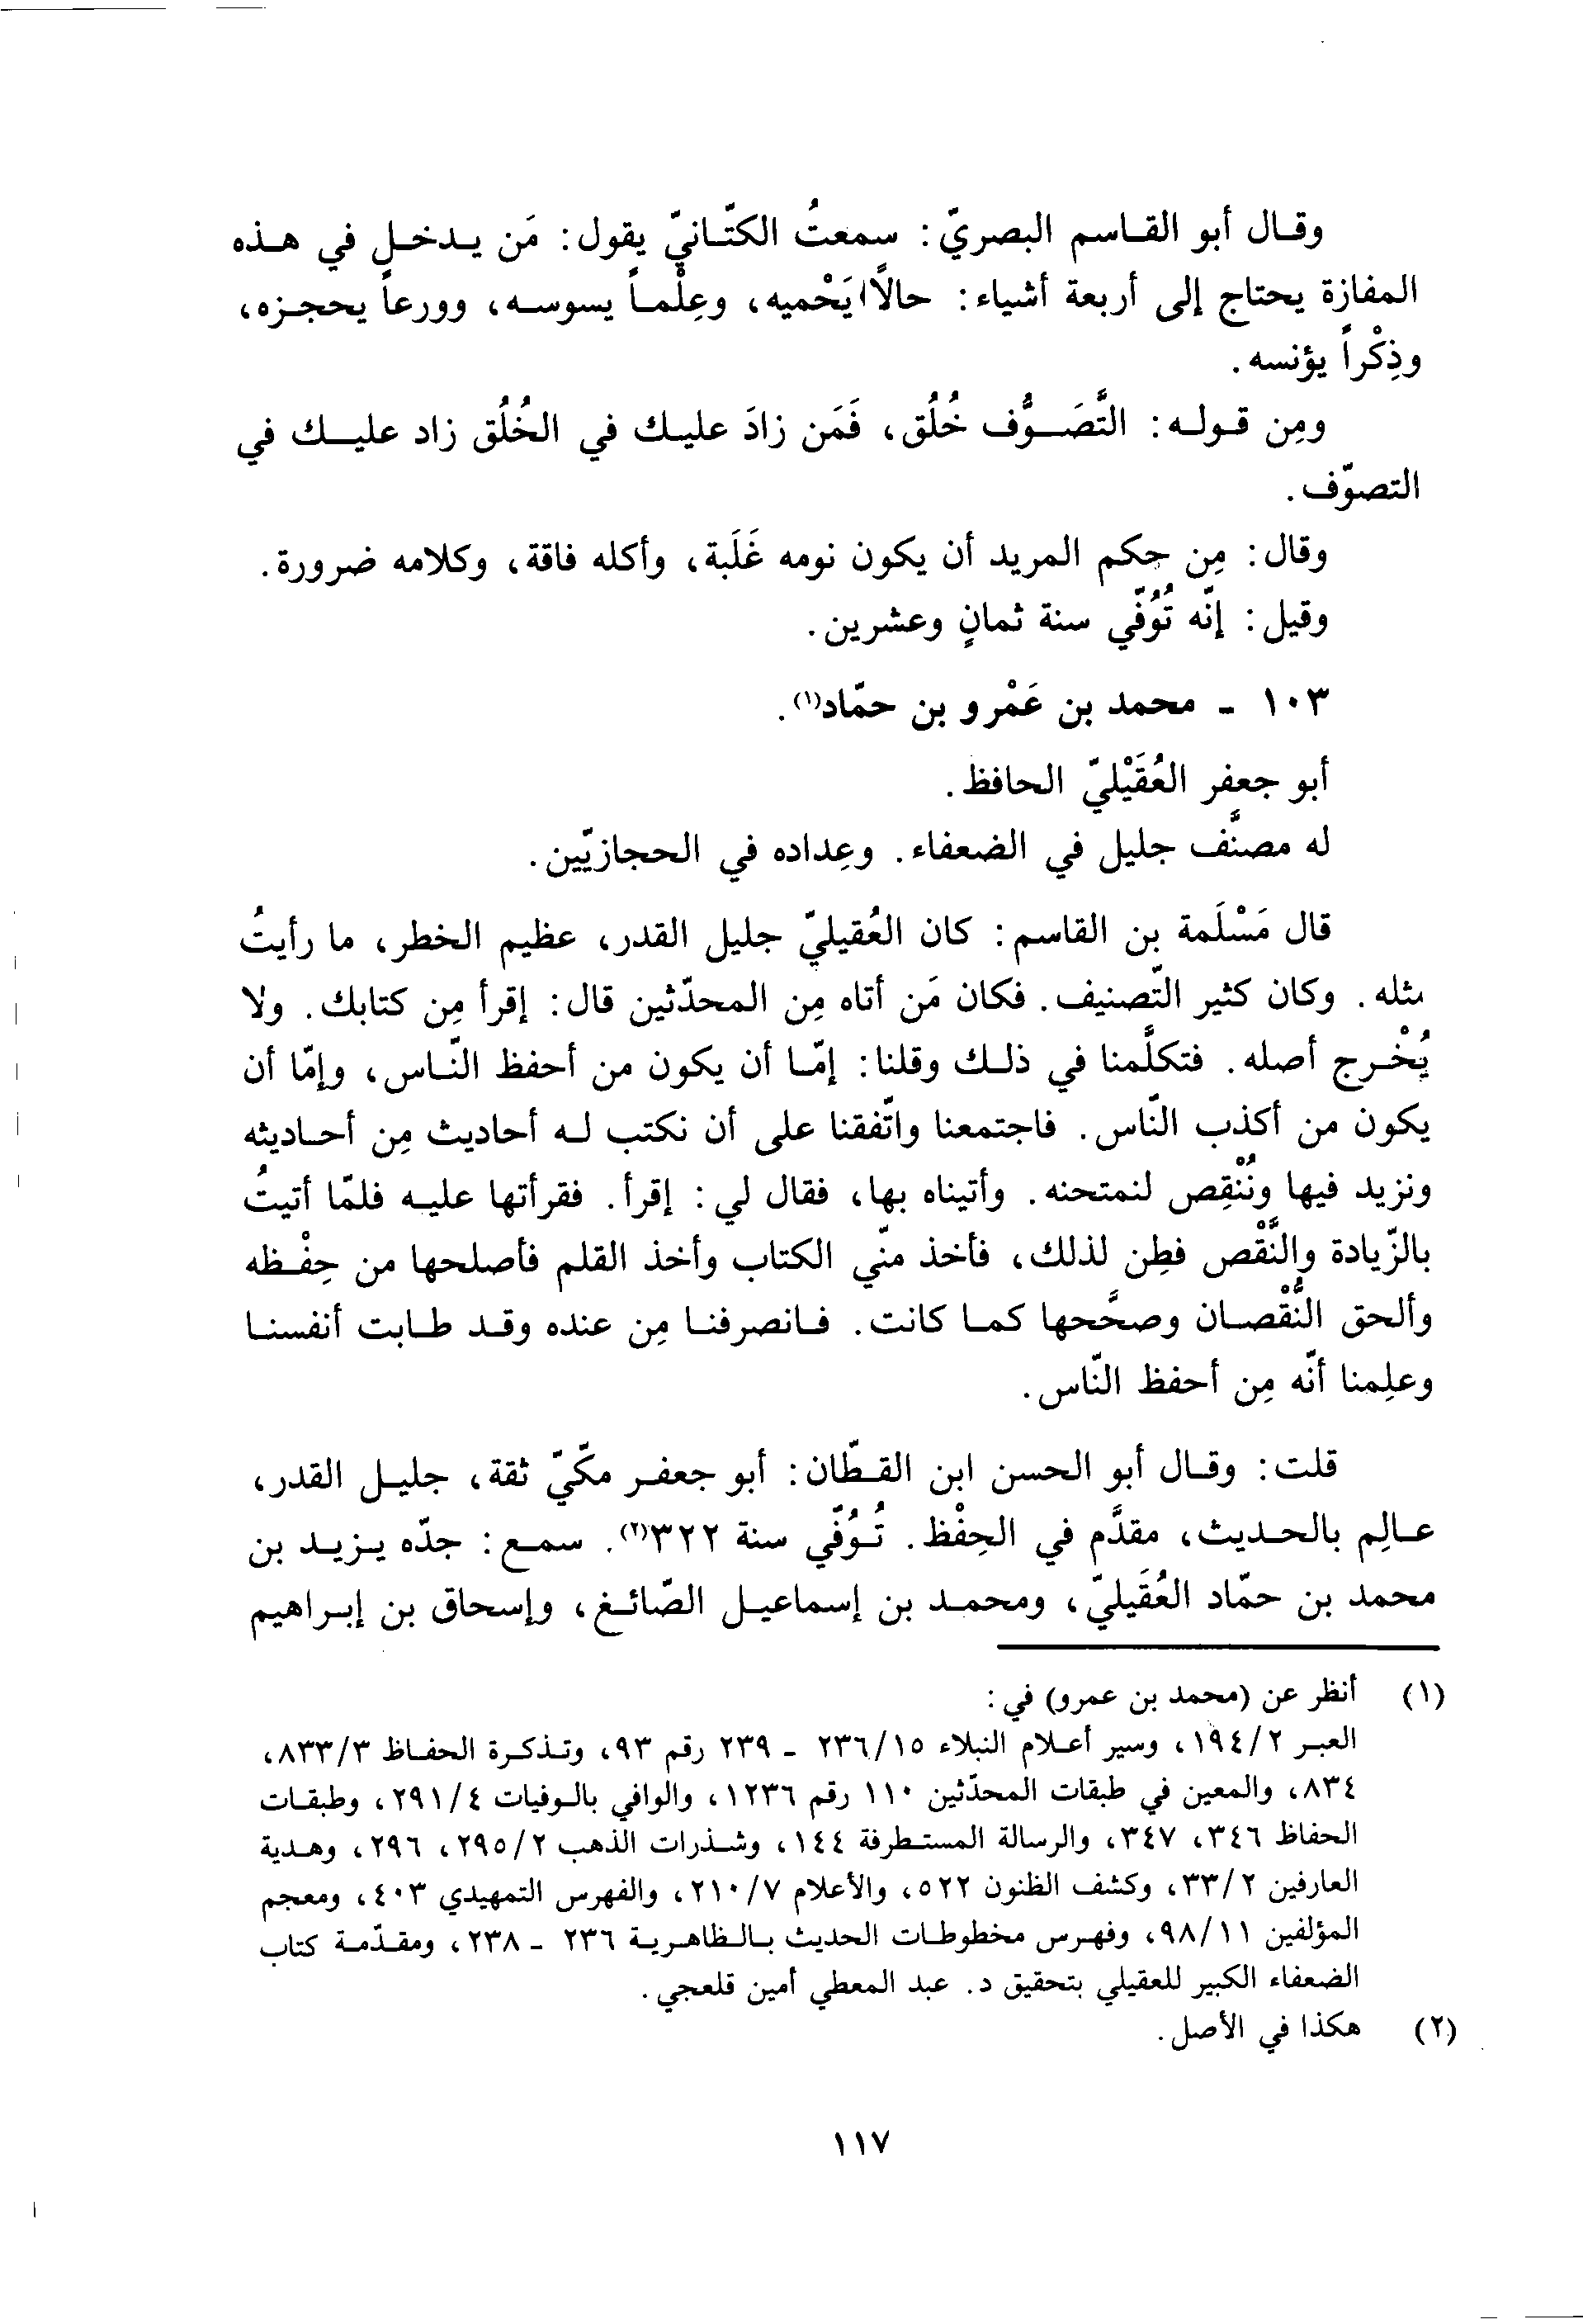 وقال أبو القاسم البصريّ: سمعتُ الكتّانيّ يقول: مَن يدخل في هذه
المفازة يحتاج إلى أربعة أشياء: حالًا يَحْميه، وعِلْماً يسوسه، وورعاً يحجزه،
وذِكْراً يؤنسه.
ومِن قوله: التَّصَوُّف خُلُق، فَمَن زادَ عليك في الخُلُق زاد عليك في
التصوّف.
وقال: مِن حكم المريد أن يكون نومه غَلَبة، وأكله فاقة، وكلامه ضرورة.
وقيل: إنّه تُوُفّي سنة ثمانٍ وعشرين.
١٠٣ - محمد بن عَمْرو بن حمّاد(١).
أبو جعفر العُقَيْليّ الحافظ.
له مصنَّف جليل في الضعفاء. وعِداده في الحجازيّين.
قال مَسْلَمة بن القاسم: كان العُقيليّ جليل القدر، عظيم الخطر، ما رأيتُ
مثله. وكان كثير التّصنيف. فكان مَن أتاه مِن المحدّثين قال: إقرأ مِن كتابك. ولا
يُخْرج أصله. فتكلَّمنا في ذلك وقلنا: إمّا أن يكون من أحفظ النّاس، وإمّا أن
يكون من أكذب النّاس. فاجتمعنا واتّفقنا على أن نكتب له أحاديث مِن أحاديثه
ونزيد فيها ونُنْقِص لنمتحنه. وأتيناه بها، فقال لي: إقرأ. فقرأتها عليه فلمّا أتيتُ
بالزّيادة والنَّقْص فطِن لذلك، فأخذ منّي الكتاب وأخذ القلم فأصلحها من حِفْظه
وألحق النُّقْصان وصحَّحها كما كانت. فانصرفنا مِن عنده وقد طابت أنفسنا
وعلِمنا أنّه مِن أحفظ النّاس.
قلت: وقال أبو الحسن ابن القطّان: أبو جعفر مكّيّ ثقة، جليل القدر،
عالِم بالحديث، مقدَّم في الحِفْظ. تُوُفّي سنة ٣٢٢(٢). سمع: جدّه يزيد بن
محمد بن حمّاد العُقَيليّ، ومحمد بن إسماعيل الصّائغ، وإسحاق بن إبراهيم
(١) أنظر عن (محمد بن عمرو) في:
العبر ١٩٤/٢، وسير أعلام النبلاء ٢٣٦/١٥ - ٢٣٩ رقم ٩٣، وتذكرة الحفاظ ٨٣٣/٣،
٨٣٤، والمعين في طبقات المحدّثين ١١٠ رقم ١٢٣٦، والوافي بالوفيات ٢٩١/٤، وطبقات
الحفاظ ٣٤٦، ٣٤٧، والرسالة المستطرفة ١٤٤، وشذرات الذهب ٢٩٥/٢، ٢٩٦، وهدية
العارفين ٣٣/٢، وكشف الظنون ٥٢٢، والأعلام ٢١٠/٧، والفهرس التمهيدي ٤٠٣، ومعجم
المؤلفين ٩٨/١١، وفهرس مخطوطات الحديث بالظاهرية ٢٣٦ - ٢٣٨، ومقدّمة كتاب
الضعفاء الكبير للعقيلي بتحقيق د. عبد المعطي أمين قلعجي.
(٢) هكذا في الأصل.
١١٧